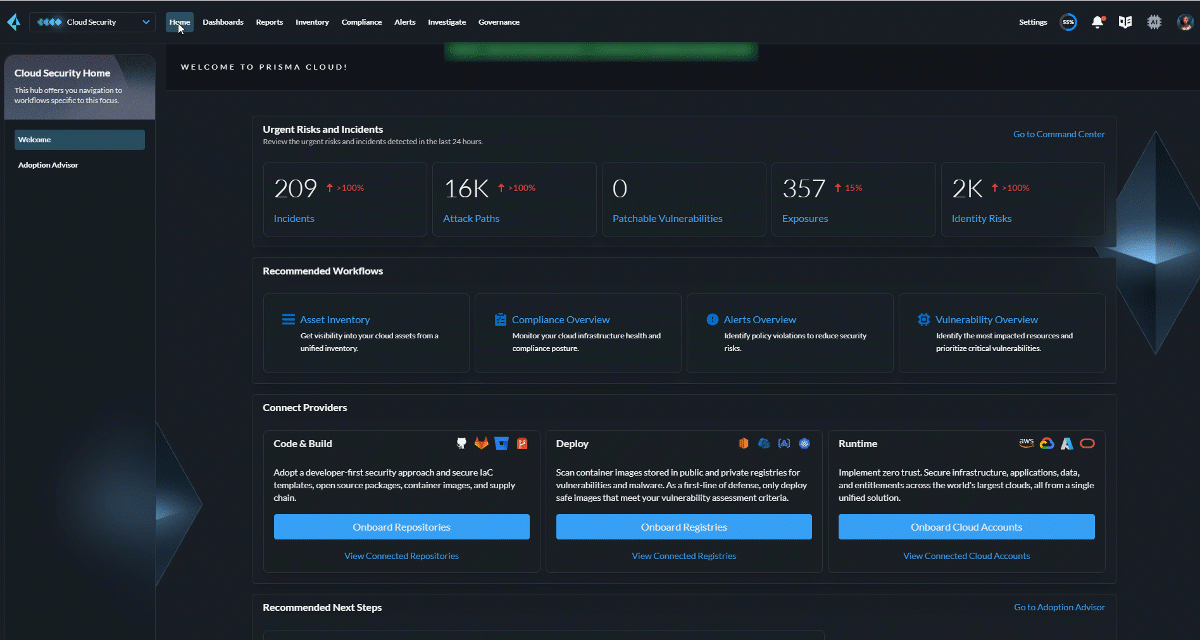 Cloud Security
Home
Dashboards
Reports
Inventory
Compliance
Alerts
Investigate
Governance
Settings
55%
AI
Cloud Security Home
This hub offers you navigation to
workflows specific to this focus.
Welcome
Adoption Advisor
WELCOME TO PRISMA CLOUD!
Urgent Risks and Incidents
Review the urgent risks and incidents detected in the last 24 hours.
Go to Command Center
209 >100%
Incidents
16K >100%
Attack Paths
0
Patchable Vulnerabilities
357 15%
Exposures
2K >100%
Identity Risks
Recommended Workflows
Asset Inventory
Get visibility into your cloud assets from a
unified inventory.
Compliance Overview
Monitor your cloud infrastructure health and
compliance posture.
Alerts Overview
Identify policy violations to reduce security
risks.
Vulnerability Overview
Identify the most impacted resources and
prioritize critical vulnerabilities.
Connect Providers
Code & Build
Adopt a developer-first security approach and secure IaC
templates, open source packages, container images, and supply
chain.
Onboard Repositories
View Connected Repositories
Deploy
Scan container images stored in public and private registries for
vulnerabilities and malware. As a first-line of defense, only deploy
safe images that meet your vulnerability assessment criteria.
Onboard Registries
View Connected Registries
Runtime
aws
Implement zero trust. Secure infrastructure, applications, data,
and entitlements across the world's largest clouds, all from a single
unified solution.
Onboard Cloud Accounts
View Connected Cloud Accounts
Recommended Next Steps
Go to Adoption Advisor